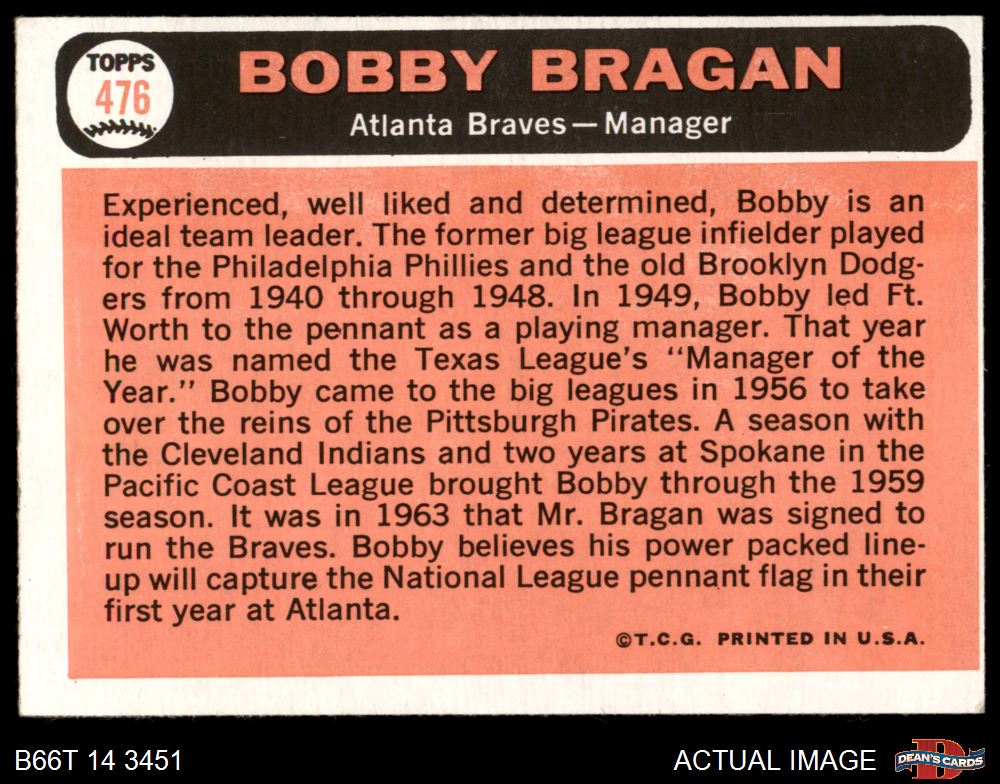 TOPPS
476
BOBBY BRAGAN
Atlanta Braves—Manager
Experienced, well liked and determined, Bobby is an
ideal team leader. The former big league infielder played
for the Philadelphia Phillies and the old Brooklyn Dodg-
ers from 1940 through 1948. In 1949, Bobby led Ft.
Worth to the pennant as a playing manager. That year
he was named the Texas League's "Manager of the
Year." Bobby came to the big leagues in 1956 to take
over the reins of the Pittsburgh Pirates. A season with
the Cleveland Indians and two years at Spokane in the
Pacific Coast League brought Bobby through the 1959
season. It was in 1963 that Mr. Bragan was signed to
run the Braves. Bobby believes his power packed line-
up will capture the National League pennant flag in their
first year at Atlanta.
©T.C.G. PRINTED IN U.S.A.
B66T 14 3451
ACTUAL IMAGE
DEAN'S CARDS